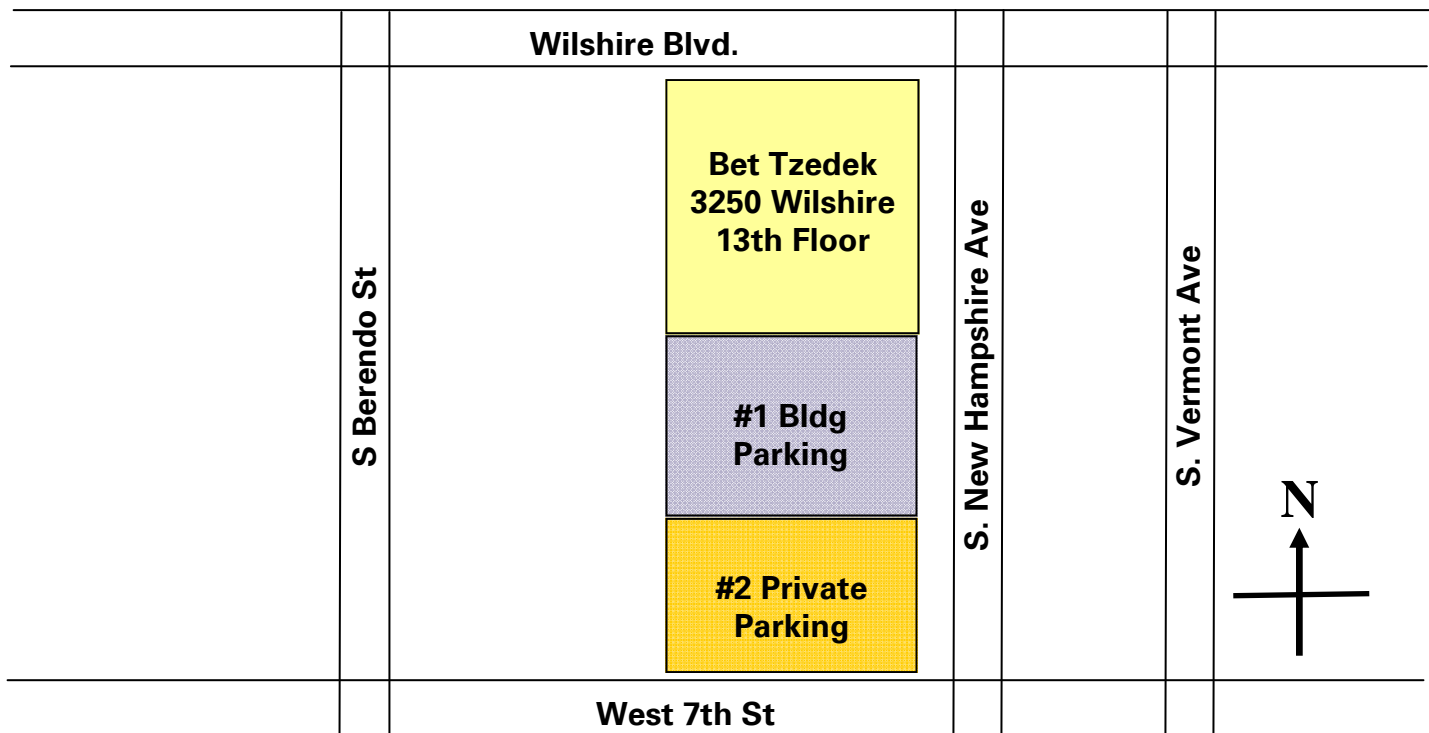 Wilshire Blvd.
Bet Tzedek
3250 Wilshire
13th Floor
S Berendo St
S. New Hampshire Ave
S. Vermont Ave
#1 Bldg
Parking
N
#2 Private
Parking
West 7th St